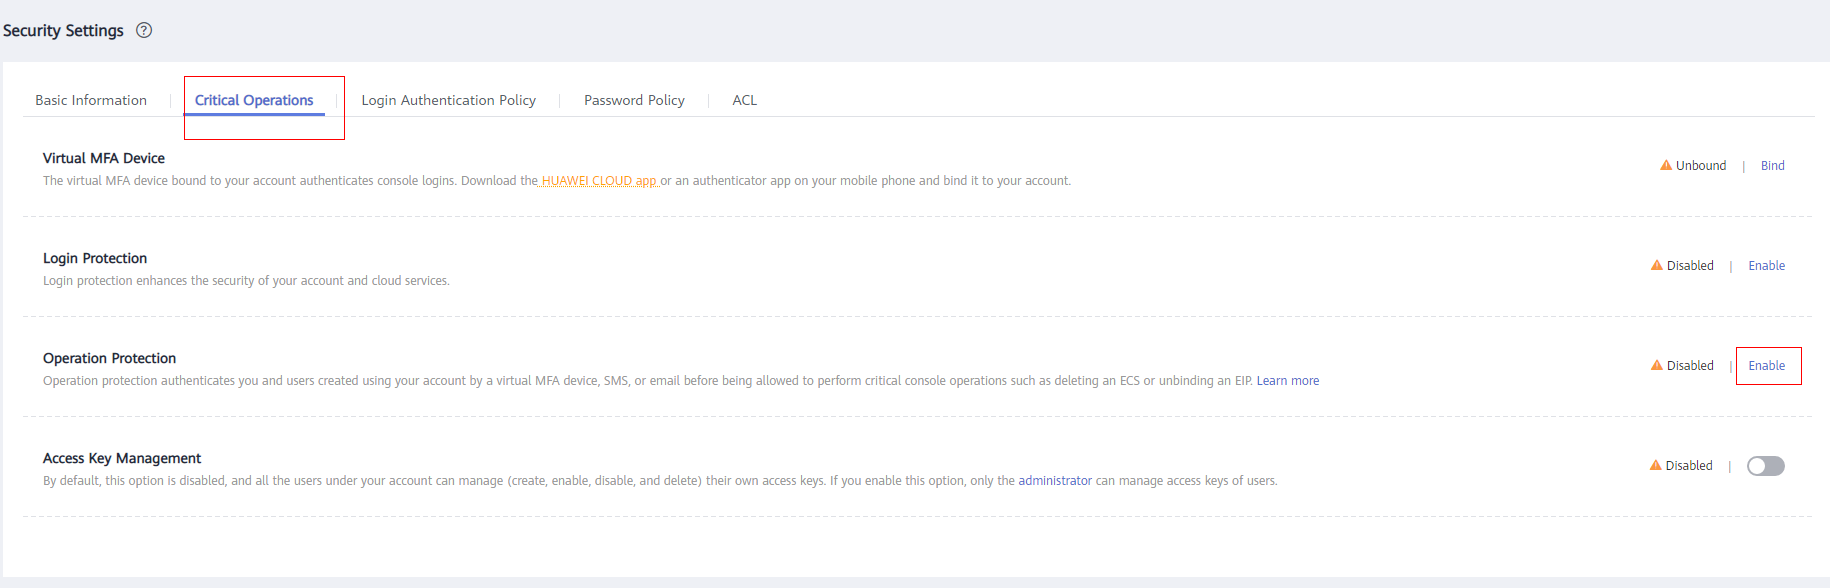 Security Settings ?
Basic Information | Critical Operations | Login Authentication Policy | Password Policy | ACL
Virtual MFA Device
The virtual MFA device bound to your account authenticates console logins. Download the HUAWEI CLOUD app or an authenticator app on your mobile phone and bind it to your account.
Unbound | Bind
Login Protection
Login protection enhances the security of your account and cloud services.
Disabled | Enable
Operation Protection
Operation protection authenticates you and users created using your account by a virtual MFA device, SMS, or email before being allowed to perform critical console operations such as deleting an ECS or unbinding an EIP. Learn more
Disabled | Enable
Access Key Management
By default, this option is disabled, and all the users under your account can manage (create, enable, disable, and delete) their own access keys. If you enable this option, only the administrator can manage access keys of users.
Disabled |